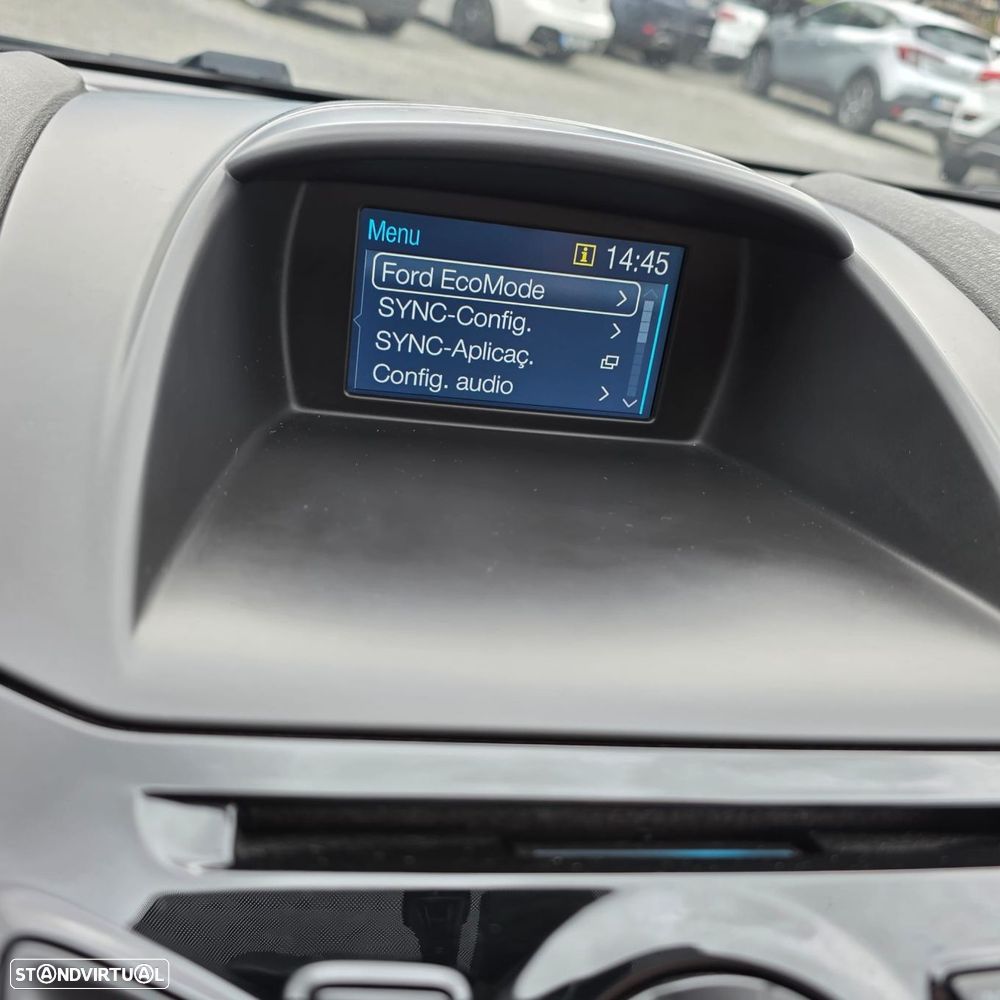 Menu
i 14:45
Ford EcoMode
SYNC-Config.
SYNC-Aplicaç.
Config. audio
STANDVIRTUAL